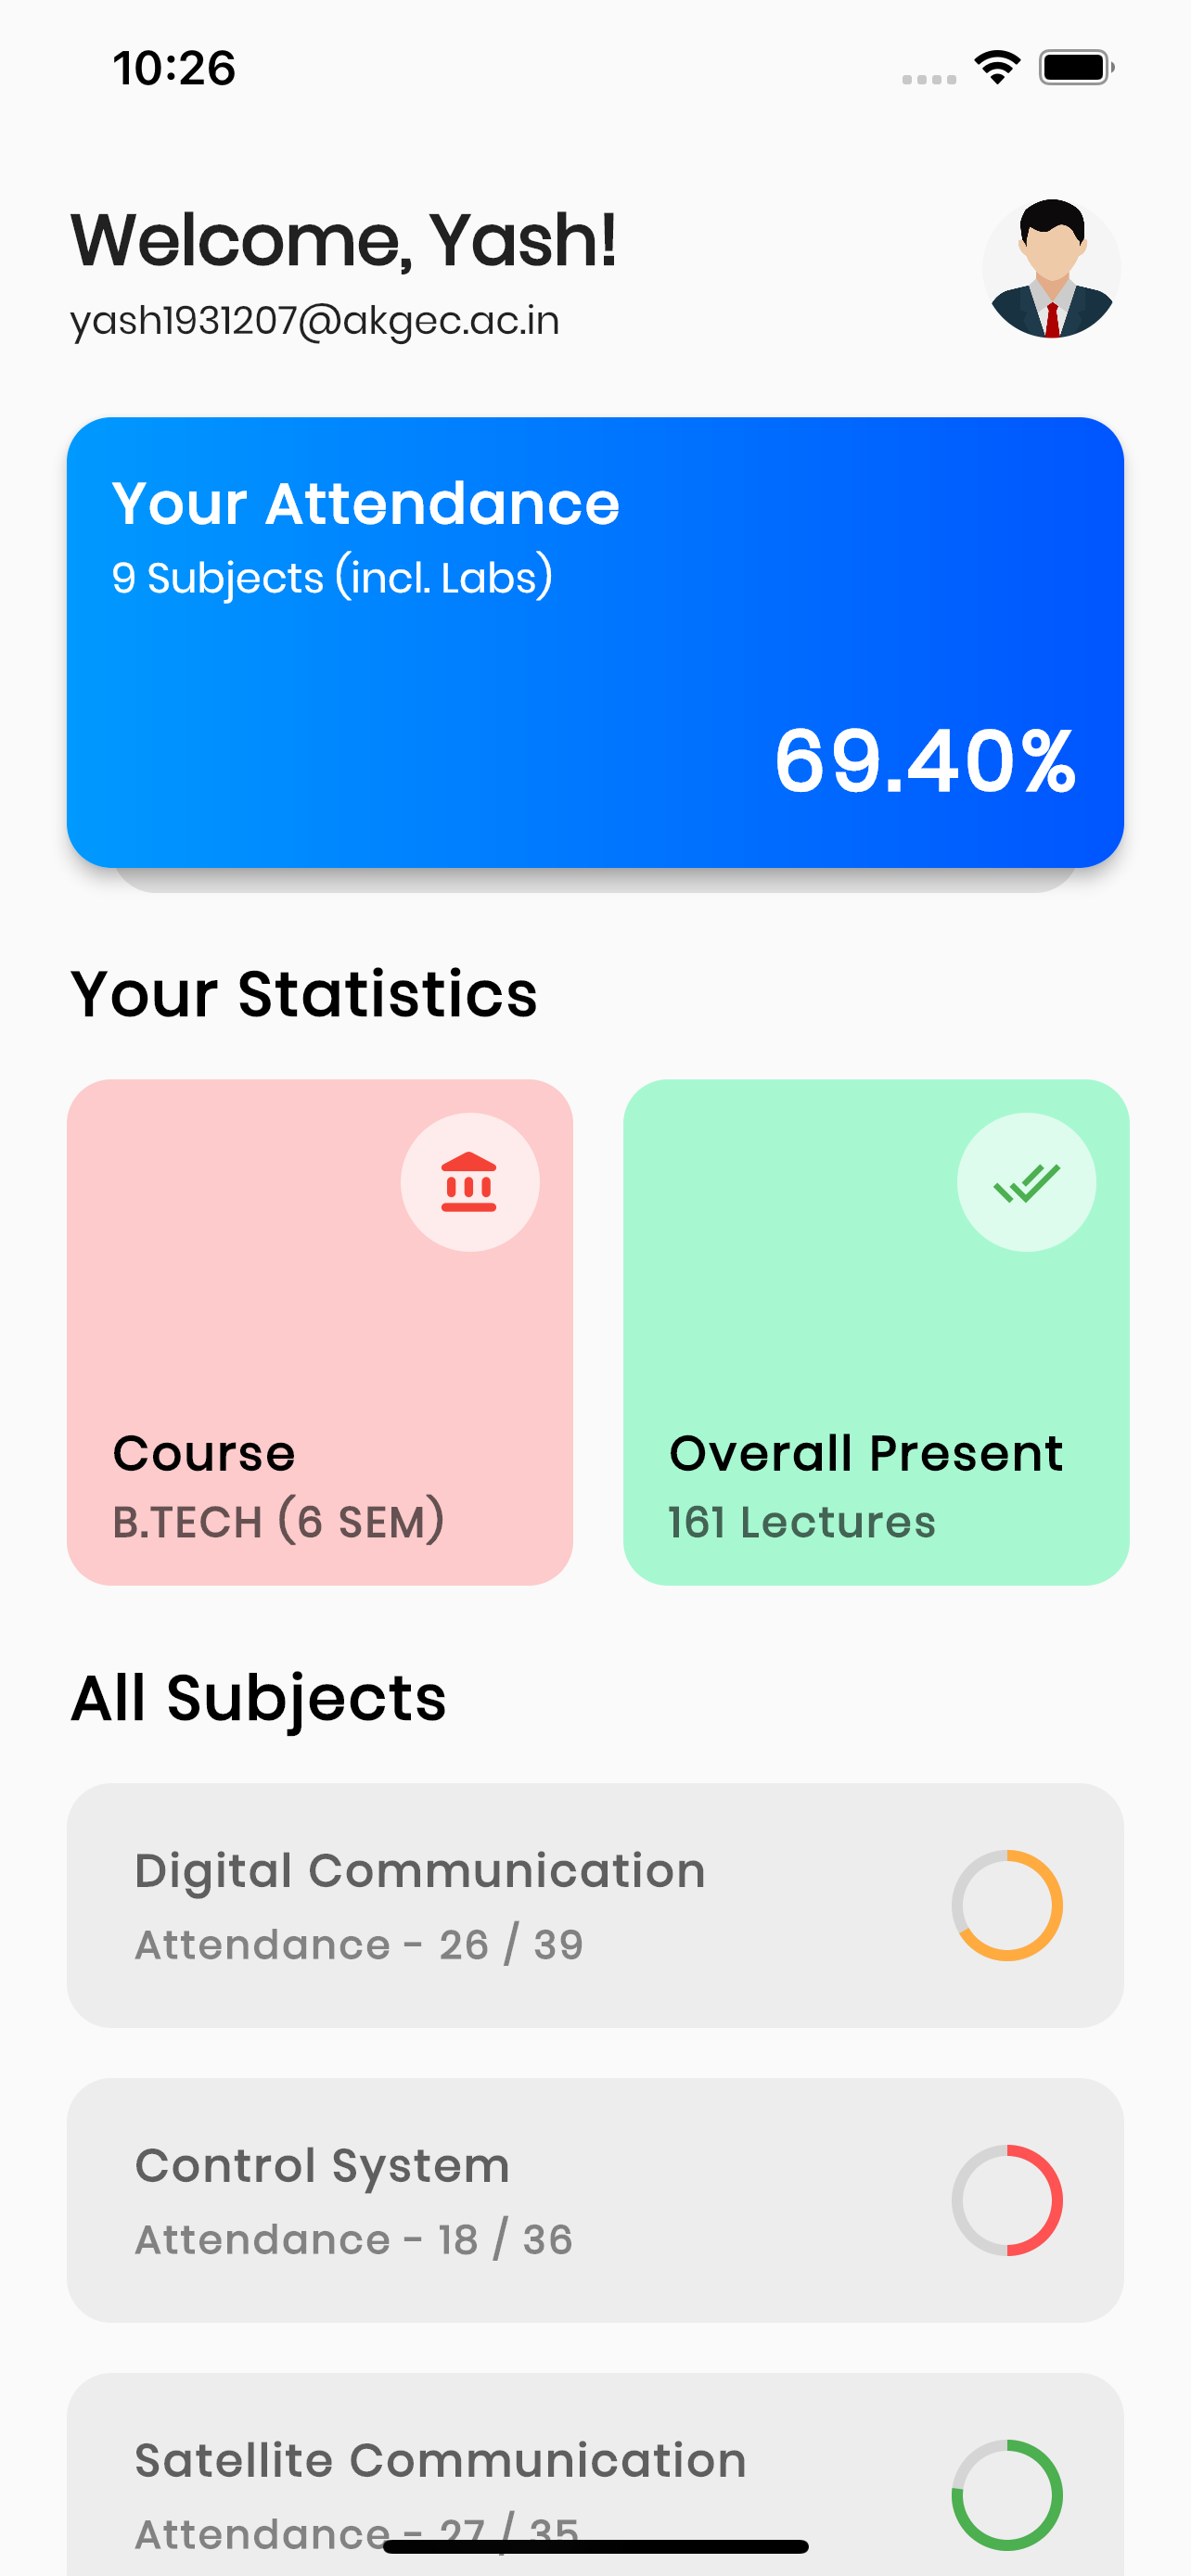 10:26
Welcome, Yash!
yash1931207@akgec.ac.in
Your Attendance
9 Subjects (incl. Labs)
69.40%
Your Statistics
Course
B.TECH (6 SEM)
Overall Present
161 Lectures
All Subjects
Digital Communication
Attendance - 26 / 39
Control System
Attendance - 18 / 36
Satellite Communication
Attendance - 27 / 35